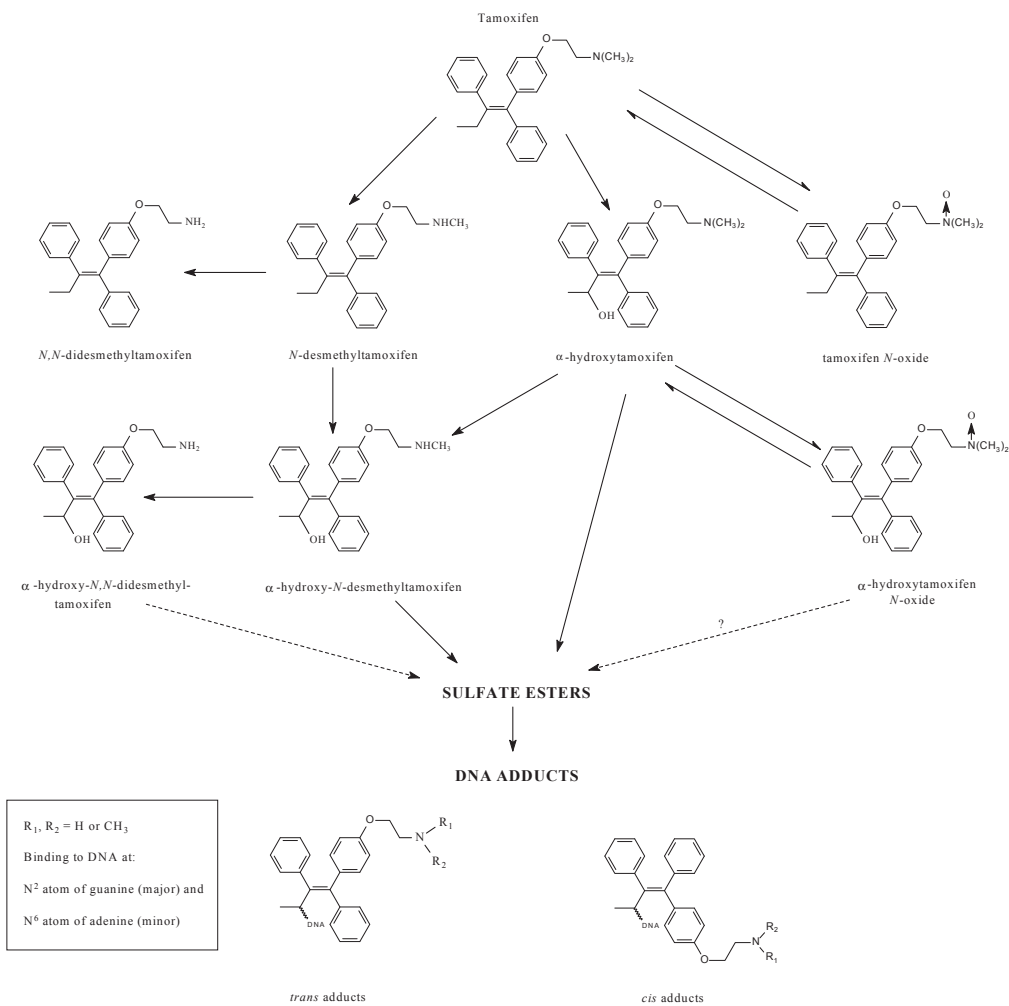 Tamoxifen
O
N(CH₃)₂
O
NH₂
O
NHCH₃
O
N(CH₃)₂
OH
O
O
N(CH₃)₂
N,N-didesmethyltamoxifen
N-desmethyltamoxifen
α-hydroxytamoxifen
tamoxifen N-oxide
O
NH₂
OH
O
NHCH₃
OH
O
O
N(CH₃)₂
OH
α-hydroxy-N,N-didesmethyl-
tamoxifen
α-hydroxy-N-desmethyltamoxifen
α-hydroxytamoxifen
N-oxide
?
SULFATE ESTERS
DNA ADDUCTS
R₁, R₂ = H or CH₃
Binding to DNA at:
N² atom of guanine (major) and
N⁶ atom of adenine (minor)
O
N
R₁
R₂
DNA
trans adducts
DNA
O
N
R₂
R₁
cis adducts